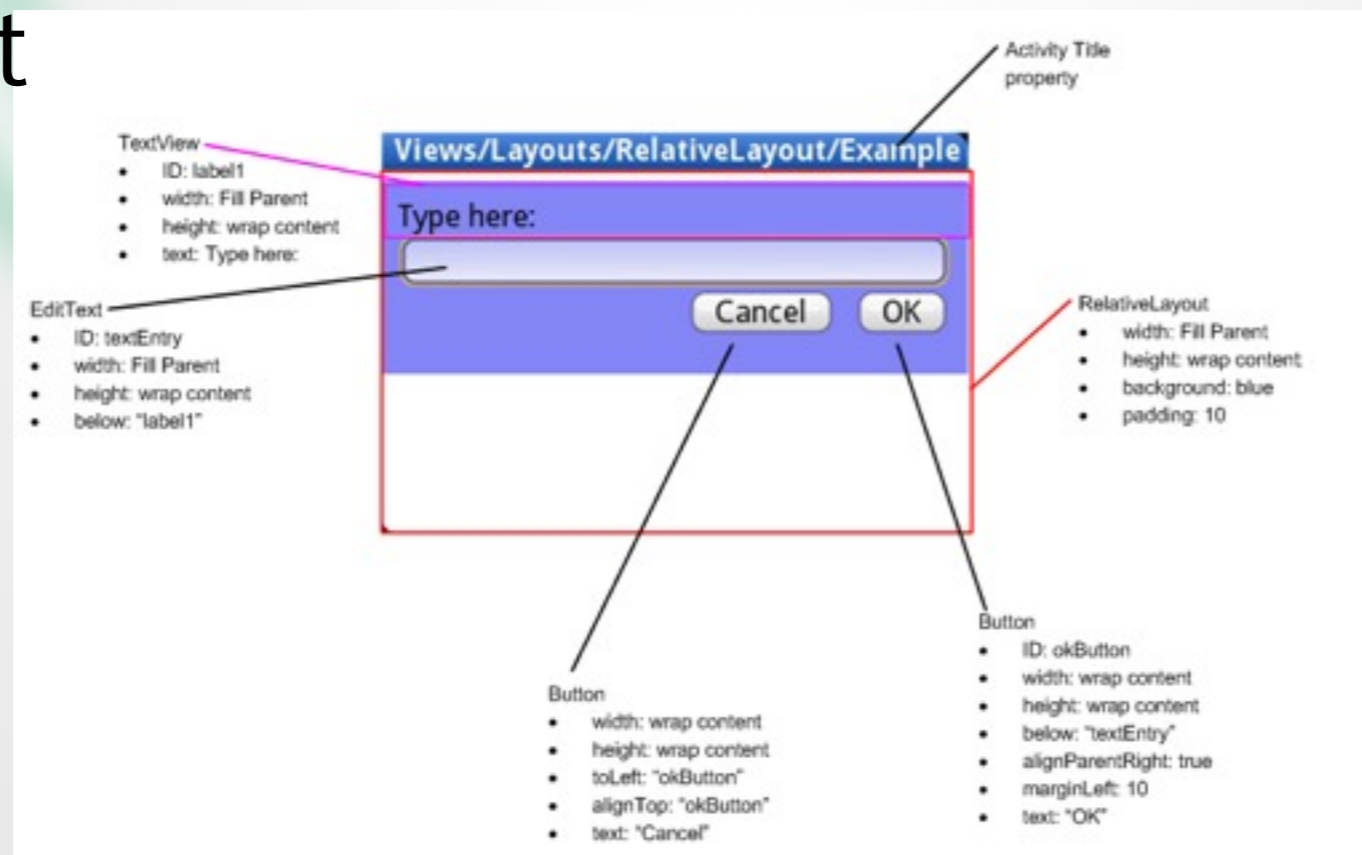 t
Activity Title
property
TextView
• ID: label1
• width: Fill Parent
• height: wrap content
• text: Type here:
Views/Layouts/RelativeLayout/Example
Type here:
Cancel
OK
EditText
• ID: textEntry
• width: Fill Parent
• height: wrap content
• below: "label1"
RelativeLayout
• width: Fill Parent
• height: wrap content
• background: blue
• padding: 10
Button
• width: wrap content
• height: wrap content
• toLeft: "okButton"
• alignTop: "okButton"
• text: "Cancel"
Button
• ID: okButton
• width: wrap content
• height: wrap content
• below: "textEntry"
• alignParentRight: true
• marginLeft: 10
• text: "OK"